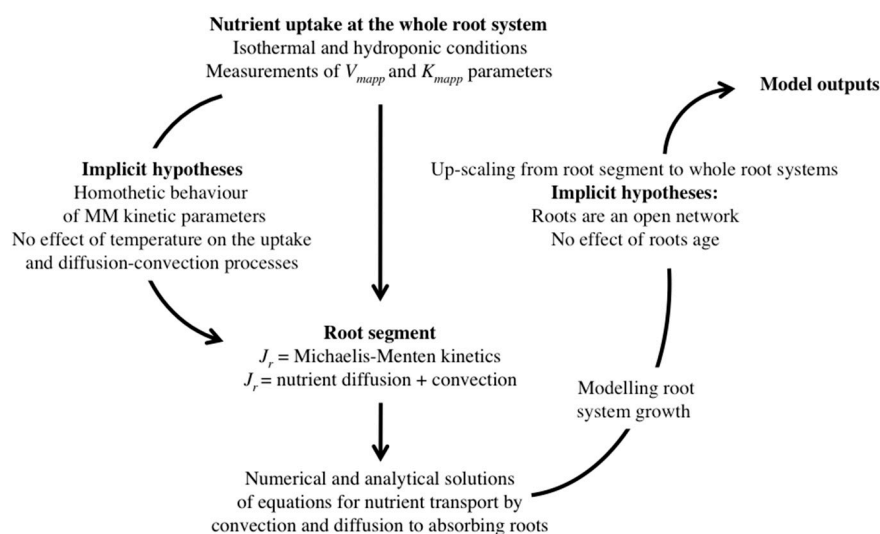 Nutrient uptake at the whole root system
Isothermal and hydroponic conditions
Measurements of Vmapp and Kmapp parameters
Model outputs
Implicit hypotheses
Homothetic behaviour
of MM kinetic parameters
No effect of temperature on the uptake
and diffusion-convection processes
Up-scaling from root segment to whole root systems
Implicit hypotheses:
Roots are an open network
No effect of roots age
Root segment
Jr = Michaelis-Menten kinetics
Jr = nutrient diffusion + convection
Modelling root
system growth
Numerical and analytical solutions
of equations for nutrient transport by
convection and diffusion to absorbing roots